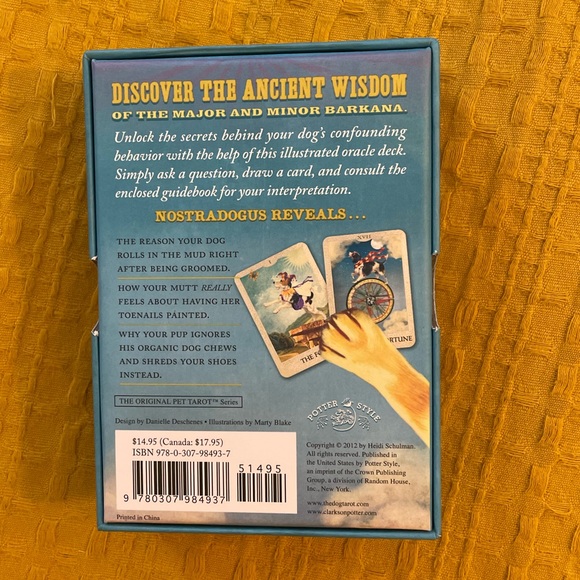 DISCOVER THE ANCIENT WISDOM
OF THE MAJOR AND MINOR BARKANA.
Unlock the secrets behind your dog's confounding
behavior with the help of this illustrated oracle deck.
Simply ask a question, draw a card, and consult the
enclosed guidebook for your interpretation.
NOSTRADOGUS REVEALS...
THE REASON YOUR DOG
ROLLS IN THE MUD RIGHT
AFTER BEING GROOMED.
HOW YOUR MUTT REALLY
FEELS ABOUT HAVING HER
TOENAILS PAINTED.
WHY YOUR PUP IGNORES
HIS ORGANIC DOG CHEWS
AND SHREDS YOUR SHOES
INSTEAD.
I
THE FO
XVII
RTUNE
THE ORIGINAL PET TAROT™ Series
Design by Danielle Deschenes • Illustrations by Marty Blake
POTTER STYLE
$14.95 (Canada: $17.95)
ISBN 978-0-307-98493-7
51495
9 780307 984937
Printed in China
Copyright © 2012 by Heidi Schulman.
All rights reserved. Published in
the United States by Potter Style,
an imprint of the Crown Publishing
Group, a division of Random House,
Inc., New York.
www.thedogtarot.com
www.clarksonpotter.com